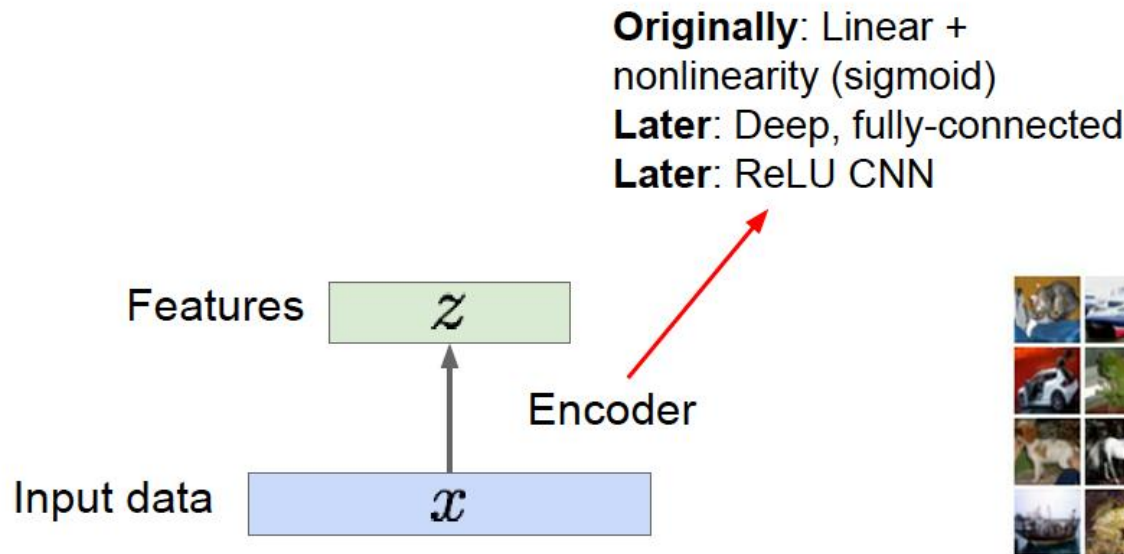 Originally: Linear +
nonlinearity (sigmoid)
Later: Deep, fully-connected
Later: ReLU CNN
Features
z
Encoder
Input data
x